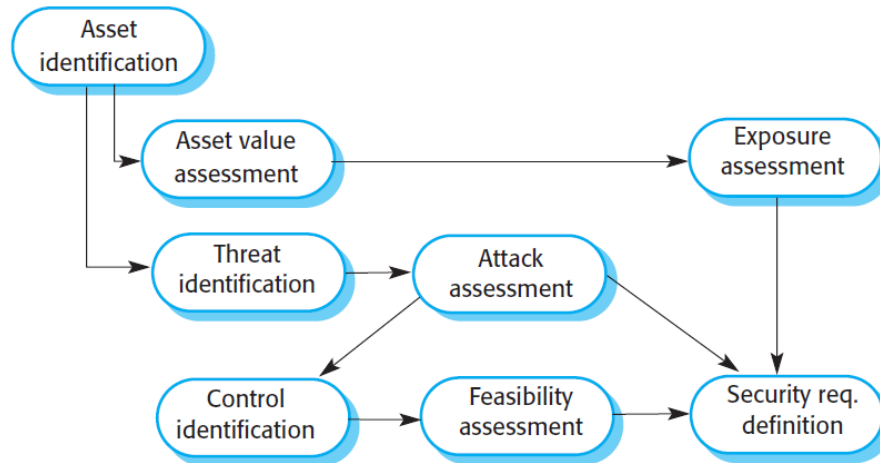 Asset
identification
Asset value
assessment
Exposure
assessment
Threat
identification
Attack
assessment
Control
identification
Feasibility
assessment
Security req.
definition